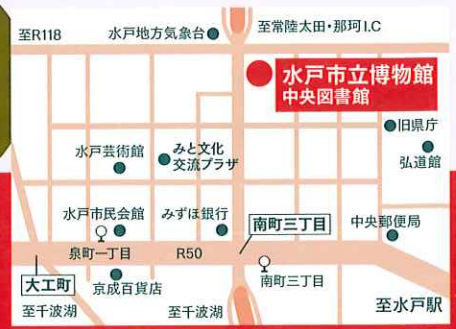 至R118
水戸地方気象台
至常陸太田・那珂I.C
水戸市立博物館
中央図書館
旧県庁
弘道館
水戸芸術館
みと文化
交流プラザ
水戸市民会館
みずほ銀行
南町三丁目
中央郵便局
泉町一丁目
R50
大工町
京成百貨店
南町三丁目
至千波湖
至千波湖
至水戸駅